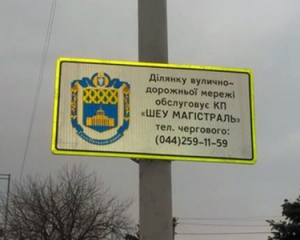 Ділянку вулично-
дорожньої мережі
обслуговує КП
«ШЕУ МАГІСТРАЛЬ»
тел. чергового:
(044)259-11-59